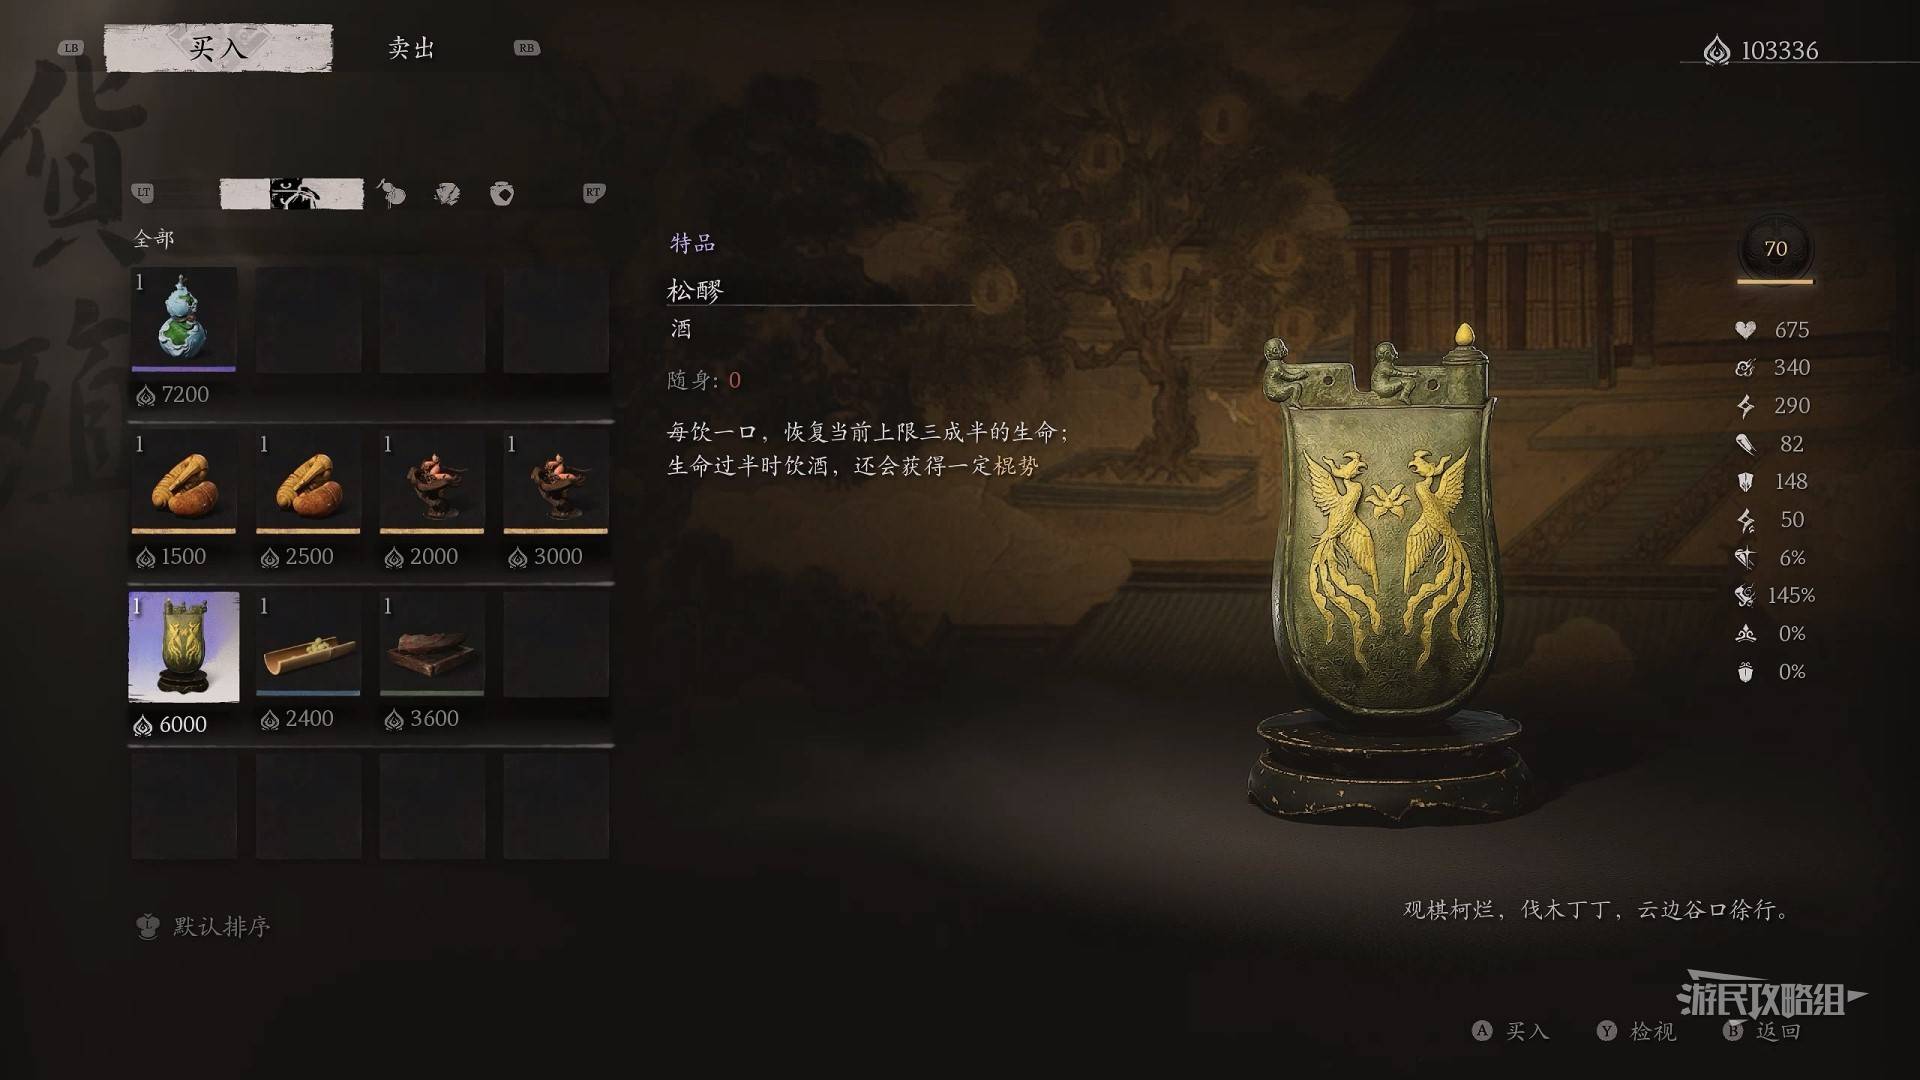 LB
买入
卖出
RB
103336
货殖
LT
RT
全部
1
7200
1
1
1
1
1500
2500
2000
3000
1
1
1
6000
2400
3600
默认排序
特品
松醪
酒
随身: 0
每饮一口，恢复当前上限三成半的生命；
生命过半时饮酒，还会获得一定棍势
70
675
340
290
82
148
50
6%
145%
0%
0%
观棋柯烂，伐木丁丁，云边谷口徐行。
游民攻略组
A 买入
Y 检视
B 返回